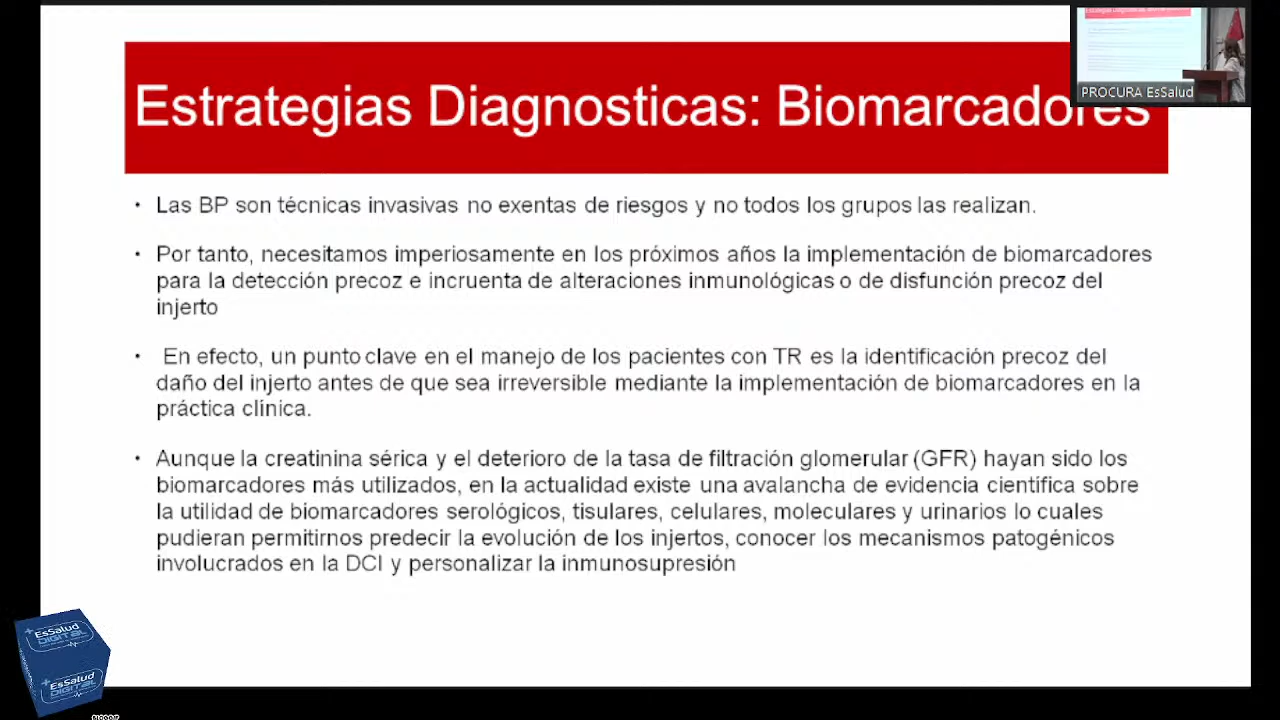 Estrategias Diagnosticas: Biomarcadores
PROCURA EsSalud
• Las BP son técnicas invasivas no exentas de riesgos y no todos los grupos las realizan.
• Por tanto, necesitamos imperiosamente en los próximos años la implementación de biomarcadores
para la detección precoz e incruenta de alteraciones inmunológicas o de disfunción precoz del
injerto
• En efecto, un punto clave en el manejo de los pacientes con TR es la identificación precoz del
daño del injerto antes de que sea irreversible mediante la implementación de biomarcadores en la
práctica clínica.
• Aunque la creatinina sérica y el deterioro de la tasa de filtración glomerular (GFR) hayan sido los
biomarcadores más utilizados, en la actualidad existe una avalancha de evidencia científica sobre
la utilidad de biomarcadores serológicos, tisulares, celulares, moleculares y urinarios lo cuales
pudieran permitirnos predecir la evolución de los injertos, conocer los mecanismos patogénicos
involucrados en la DCI y personalizar la inmunosupresión
EsSalud
DIGITAL
EsSalud
DIGITAL